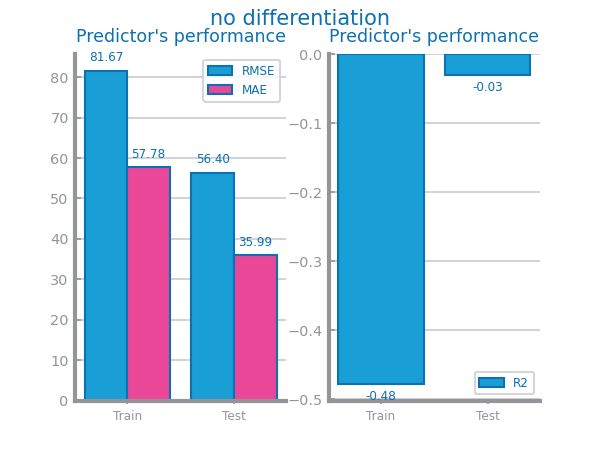 no differentiation
Predictor's performance
Predictor's performance
81.67
57.78
56.40
35.99
RMSE
MAE
80
70
60
50
40
30
20
10
0
Train
Test
0.0
−0.1
−0.2
−0.3
−0.4
−0.5
-0.03
-0.48
R2
Train
Test